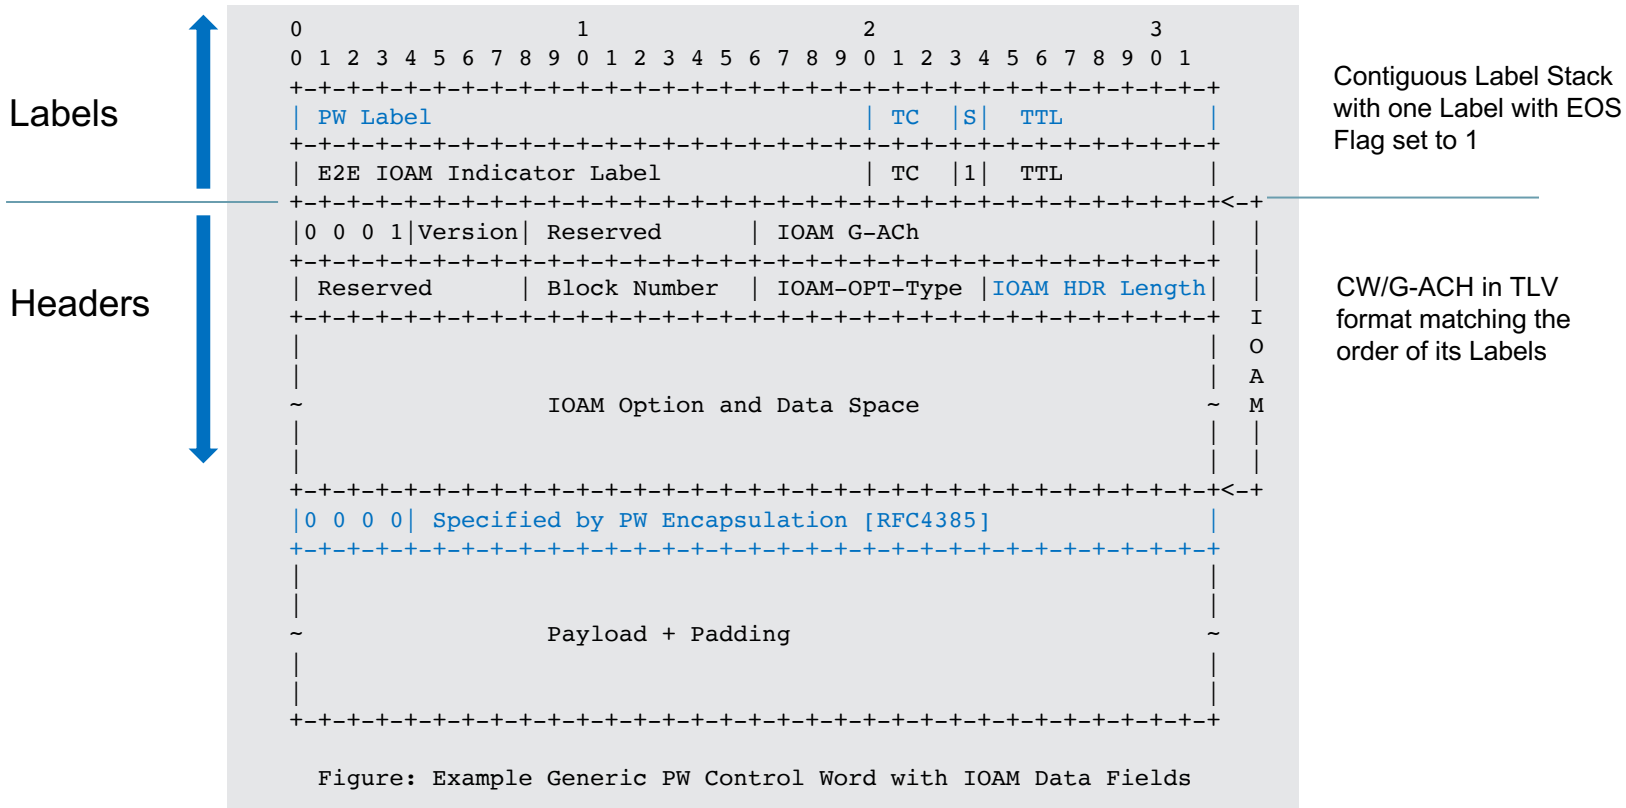 Labels
Headers
 0                   1                   2                   3
 0 1 2 3 4 5 6 7 8 9 0 1 2 3 4 5 6 7 8 9 0 1 2 3 4 5 6 7 8 9 0 1
+-+-+-+-+-+-+-+-+-+-+-+-+-+-+-+-+-+-+-+-+-+-+-+-+-+-+-+-+-+-+-+-+
| PW Label                              | TC  |S|  TTL          |
+-+-+-+-+-+-+-+-+-+-+-+-+-+-+-+-+-+-+-+-+-+-+-+-+-+-+-+-+-+-+-+-+
| E2E IOAM Indicator Label              | TC  |1|  TTL          |
+-+-+-+-+-+-+-+-+-+-+-+-+-+-+-+-+-+-+-+-+-+-+-+-+-+-+-+-+-+-+-+-+<-+
|0 0 0 1|Version| Reserved      | IOAM G-ACh                    |  |
+-+-+-+-+-+-+-+-+-+-+-+-+-+-+-+-+-+-+-+-+-+-+-+-+-+-+-+-+-+-+-+-+  |
| Reserved      | Block Number  | IOAM-OPT-Type |IOAM HDR Length|  |
+-+-+-+-+-+-+-+-+-+-+-+-+-+-+-+-+-+-+-+-+-+-+-+-+-+-+-+-+-+-+-+-+  I
|                                                               |  O
|                                                               |  A
~                 IOAM Option and Data Space                    ~  M
|                                                               |  |
|                                                               |  |
+-+-+-+-+-+-+-+-+-+-+-+-+-+-+-+-+-+-+-+-+-+-+-+-+-+-+-+-+-+-+-+-+<-+
|0 0 0 0| Specified by PW Encapsulation [RFC4385]               |
+-+-+-+-+-+-+-+-+-+-+-+-+-+-+-+-+-+-+-+-+-+-+-+-+-+-+-+-+-+-+-+-+
|                                                               |
|                                                               |
~                 Payload + Padding                             ~
|                                                               |
|                                                               |
+-+-+-+-+-+-+-+-+-+-+-+-+-+-+-+-+-+-+-+-+-+-+-+-+-+-+-+-+-+-+-+-+
Figure: Example Generic PW Control Word with IOAM Data Fields
Contiguous Label Stack
with one Label with EOS
Flag set to 1
CW/G-ACH in TLV
format matching the
order of its Labels